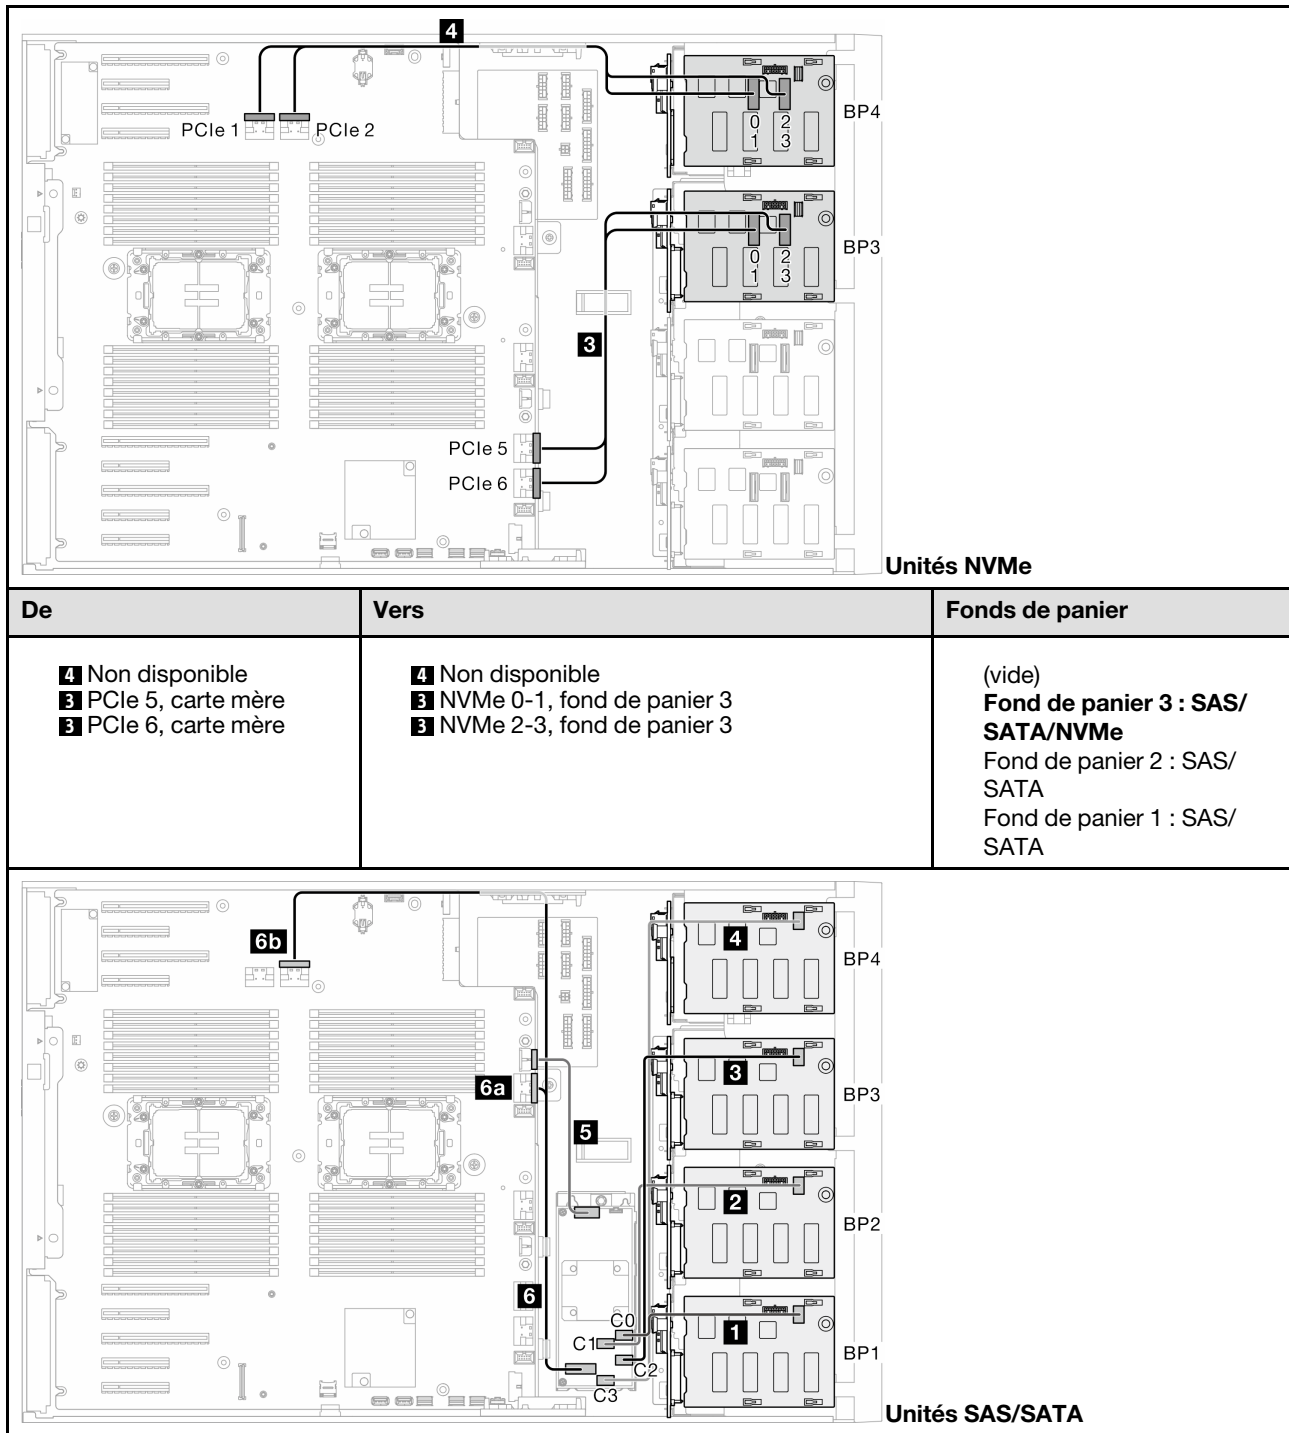 4
PCIe 1
PCIe 2
0
1
2
3
BP4
0
1
2
3
BP3
3
PCIe 5
PCIe 6
Unités NVMe
De
Vers
Fonds de panier
4 Non disponible
3 PCIe 5, carte mère
3 PCIe 6, carte mère
4 Non disponible
3 NVMe 0-1, fond de panier 3
3 NVMe 2-3, fond de panier 3
(vide)
Fond de panier 3 : SAS/
SATA/NVMe
Fond de panier 2 : SAS/
SATA
Fond de panier 1 : SAS/
SATA
6b
4
BP4
6a
3
BP3
5
2
BP2
6
C0
C1
C2
C3
1
BP1
Unités SAS/SATA